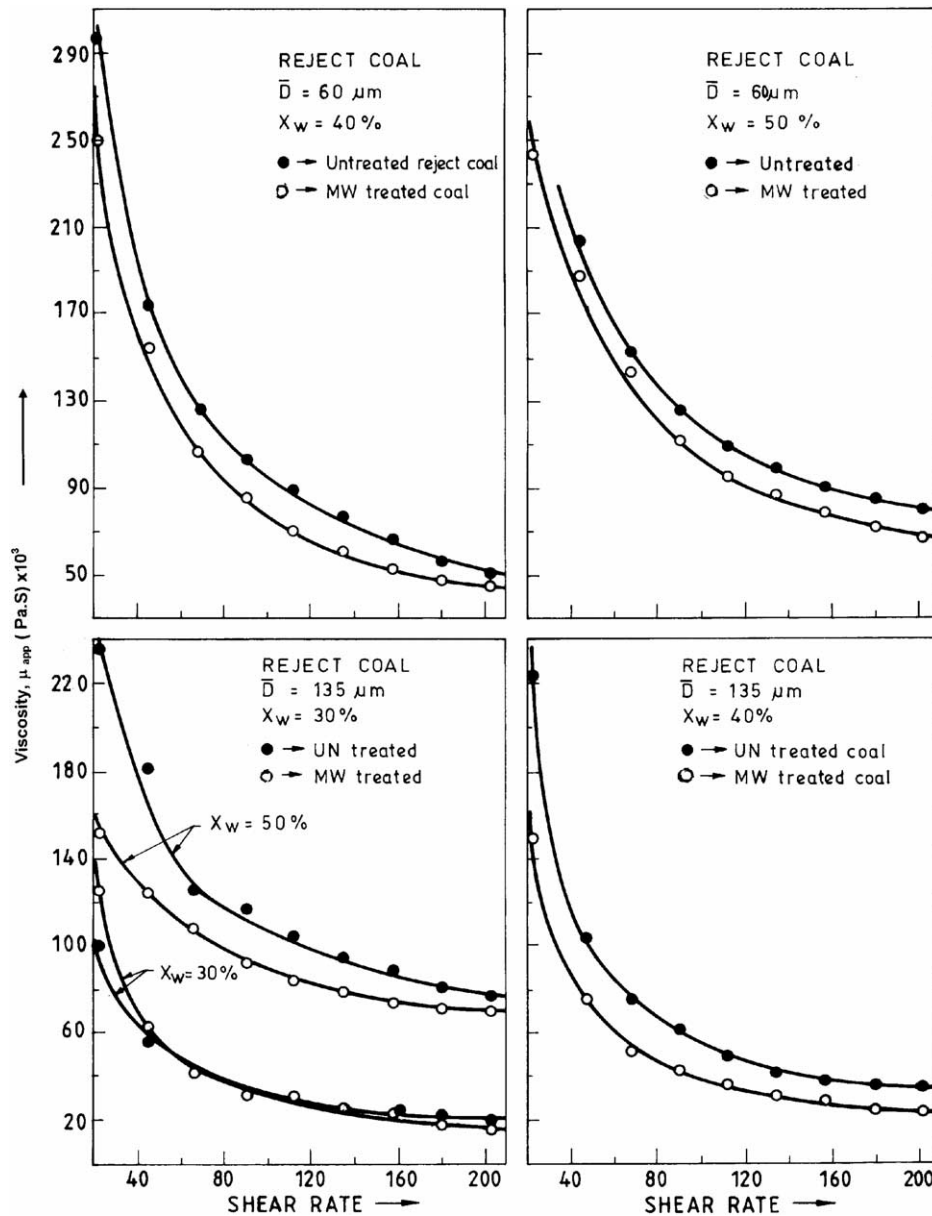 290
250
210
170
130
90
50
REJECT COAL
D̅ = 60 μm
XW = 40 %
● → Untreated reject coal
○ → MW treated coal
REJECT COAL
D̅ = 60μm
XW = 50 %
● → Untreated
○ → MW treated
Viscosity, μ app (Pa.S) x10³
220
180
140
100
60
20
REJECT COAL
D̅ = 135 μm
XW = 30%
● → UN treated
○ → MW treated
XW = 50 %
XW = 30%
40 80 120 160 200
SHEAR RATE →
REJECT COAL
D̅ = 135 μm
XW = 40%
● → UN treated coal
○ → MW treated coal
40 80 120 160 200
SHEAR RATE →